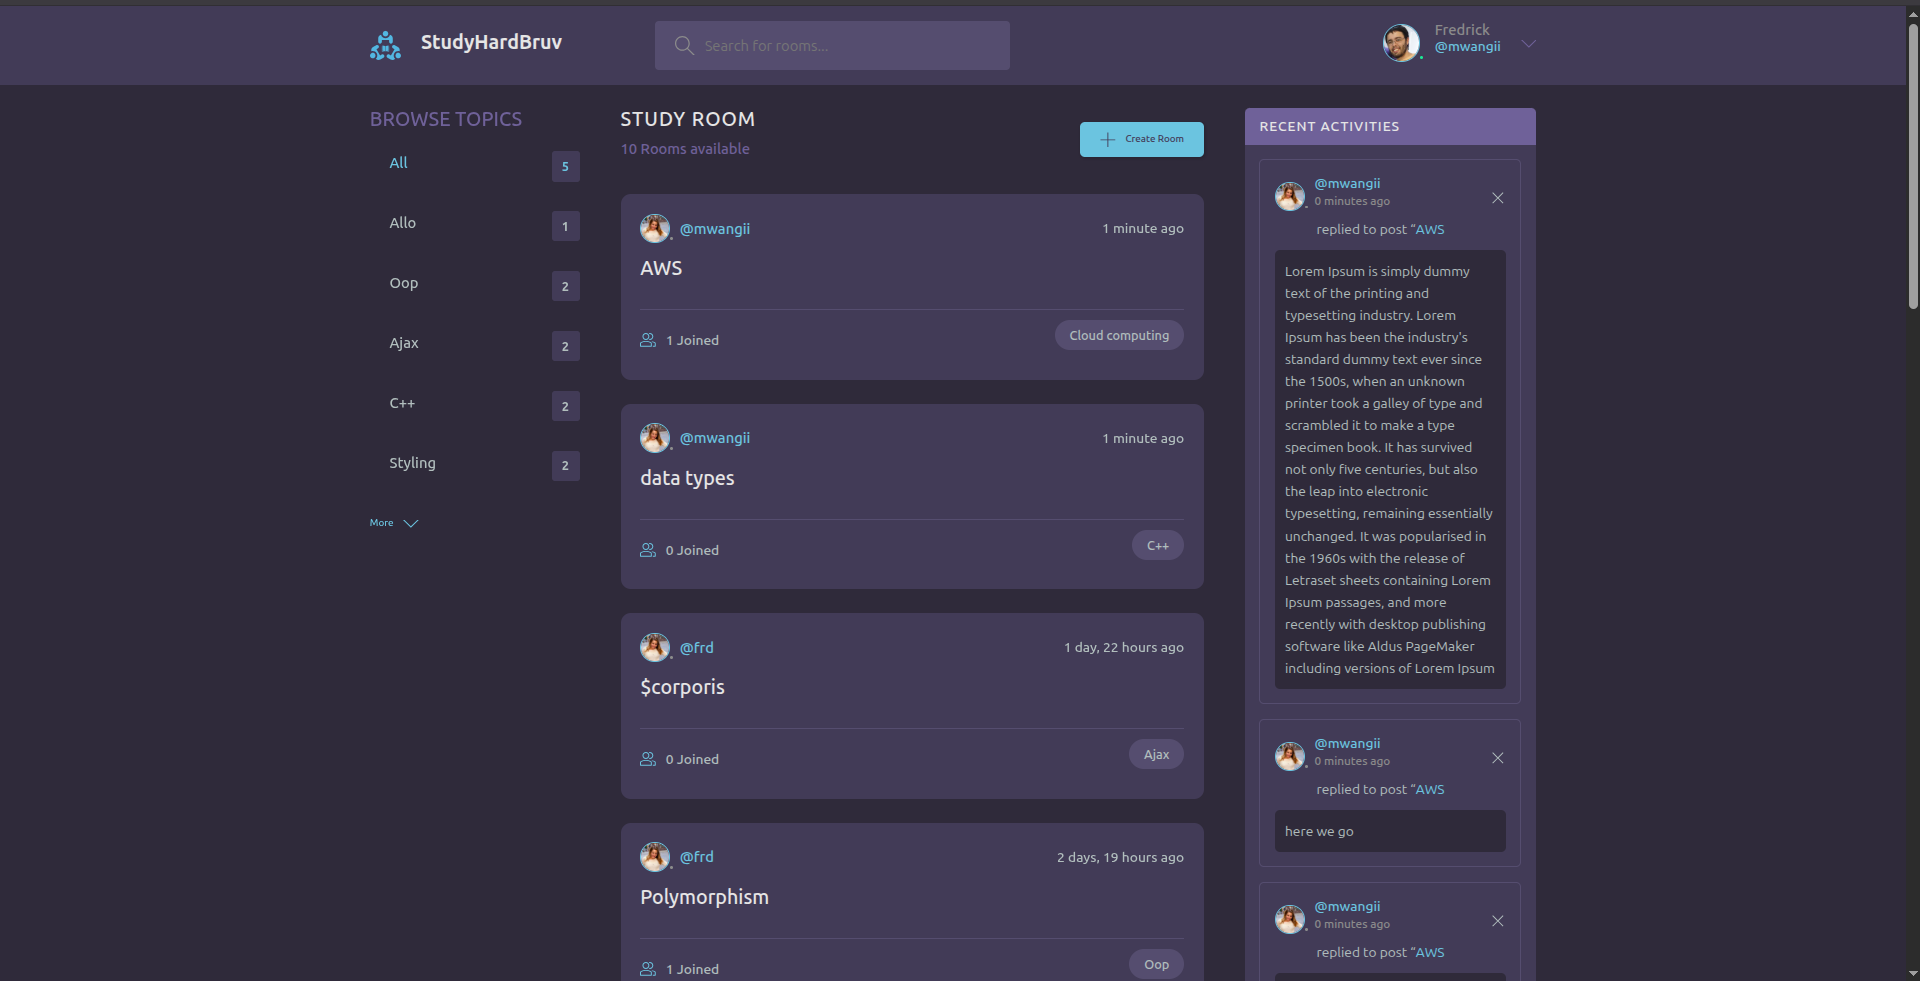 StudyHardBruv
Search for rooms...
Fredrick
@mwangii
BROWSE TOPICS
All 5
Allo 1
Oop 2
Ajax 2
C++ 2
Styling 2
More
STUDY ROOM
10 Rooms available
Create Room
@mwangii 1 minute ago
AWS
1 Joined Cloud computing
@mwangii 1 minute ago
data types
0 Joined C++
@frd 1 day, 22 hours ago
$corporis
0 Joined Ajax
@frd 2 days, 19 hours ago
Polymorphism
1 Joined Oop
RECENT ACTIVITIES
@mwangii
0 minutes ago
replied to post “AWS
Lorem Ipsum is simply dummy
text of the printing and
typesetting industry. Lorem
Ipsum has been the industry's
standard dummy text ever since
the 1500s, when an unknown
printer took a galley of type and
scrambled it to make a type
specimen book. It has survived
not only five centuries, but also
the leap into electronic
typesetting, remaining essentially
unchanged. It was popularised in
the 1960s with the release of
Letraset sheets containing Lorem
Ipsum passages, and more
recently with desktop publishing
software like Aldus PageMaker
including versions of Lorem Ipsum
@mwangii
0 minutes ago
replied to post “AWS
here we go
@mwangii
0 minutes ago
replied to post “AWS